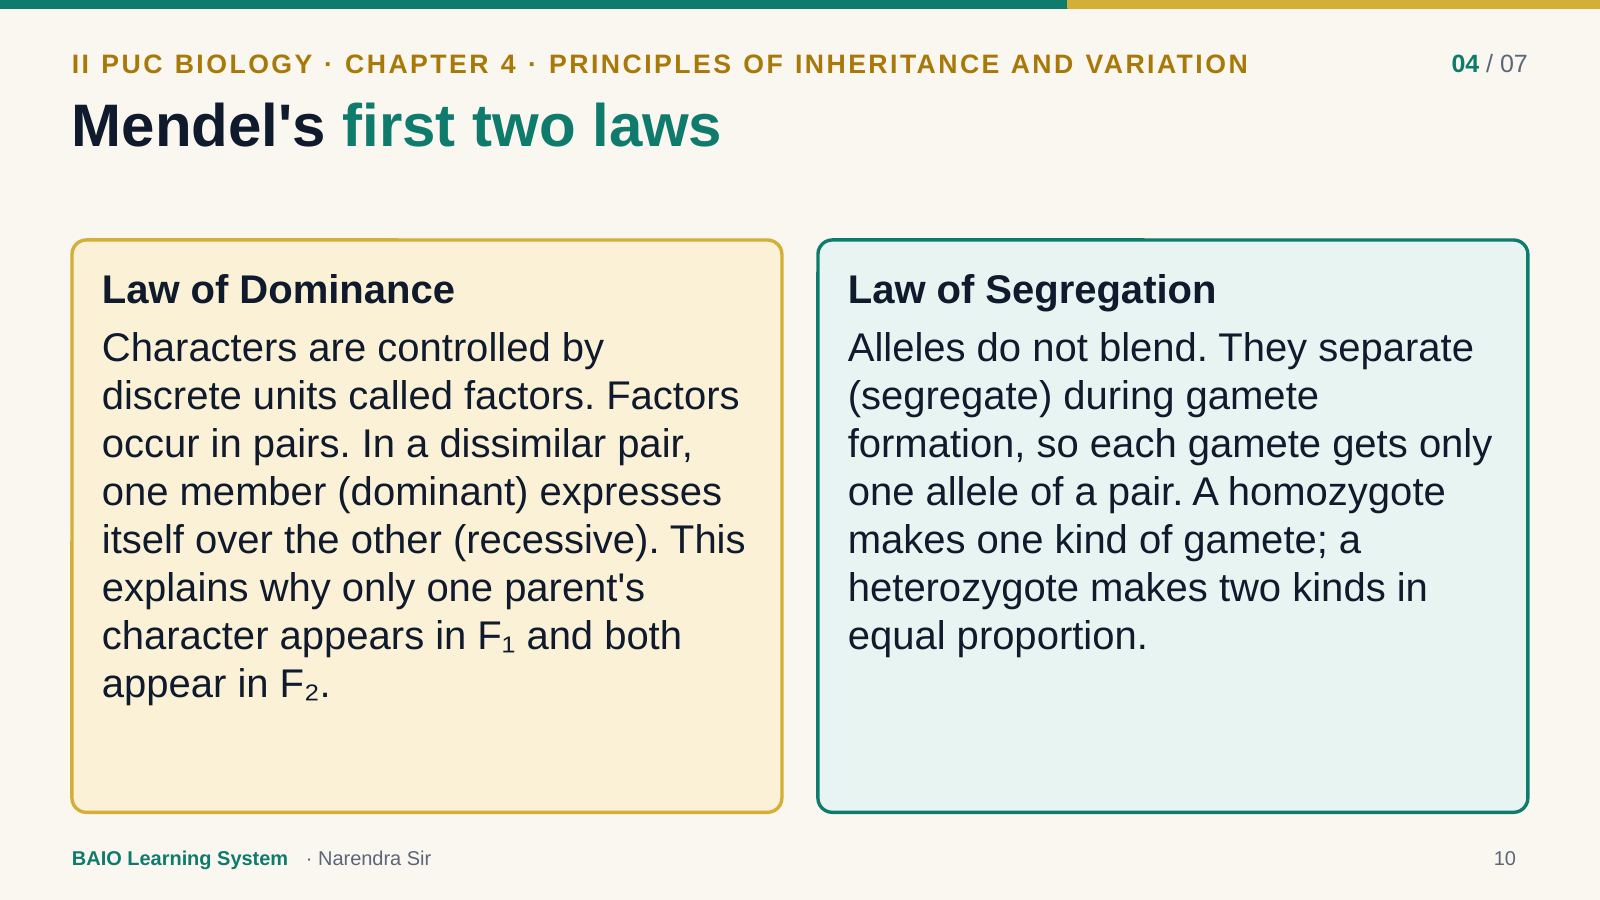 II PUC BIOLOGY · CHAPTER 4 · PRINCIPLES OF INHERITANCE AND VARIATION
04 / 07
Mendel's first two laws
Law of Dominance
Characters are controlled by
discrete units called factors. Factors
occur in pairs. In a dissimilar pair,
one member (dominant) expresses
itself over the other (recessive). This
explains why only one parent's
character appears in F₁ and both
appear in F₂.
Law of Segregation
Alleles do not blend. They separate
(segregate) during gamete
formation, so each gamete gets only
one allele of a pair. A homozygote
makes one kind of gamete; a
heterozygote makes two kinds in
equal proportion.
BAIO Learning System · Narendra Sir
10